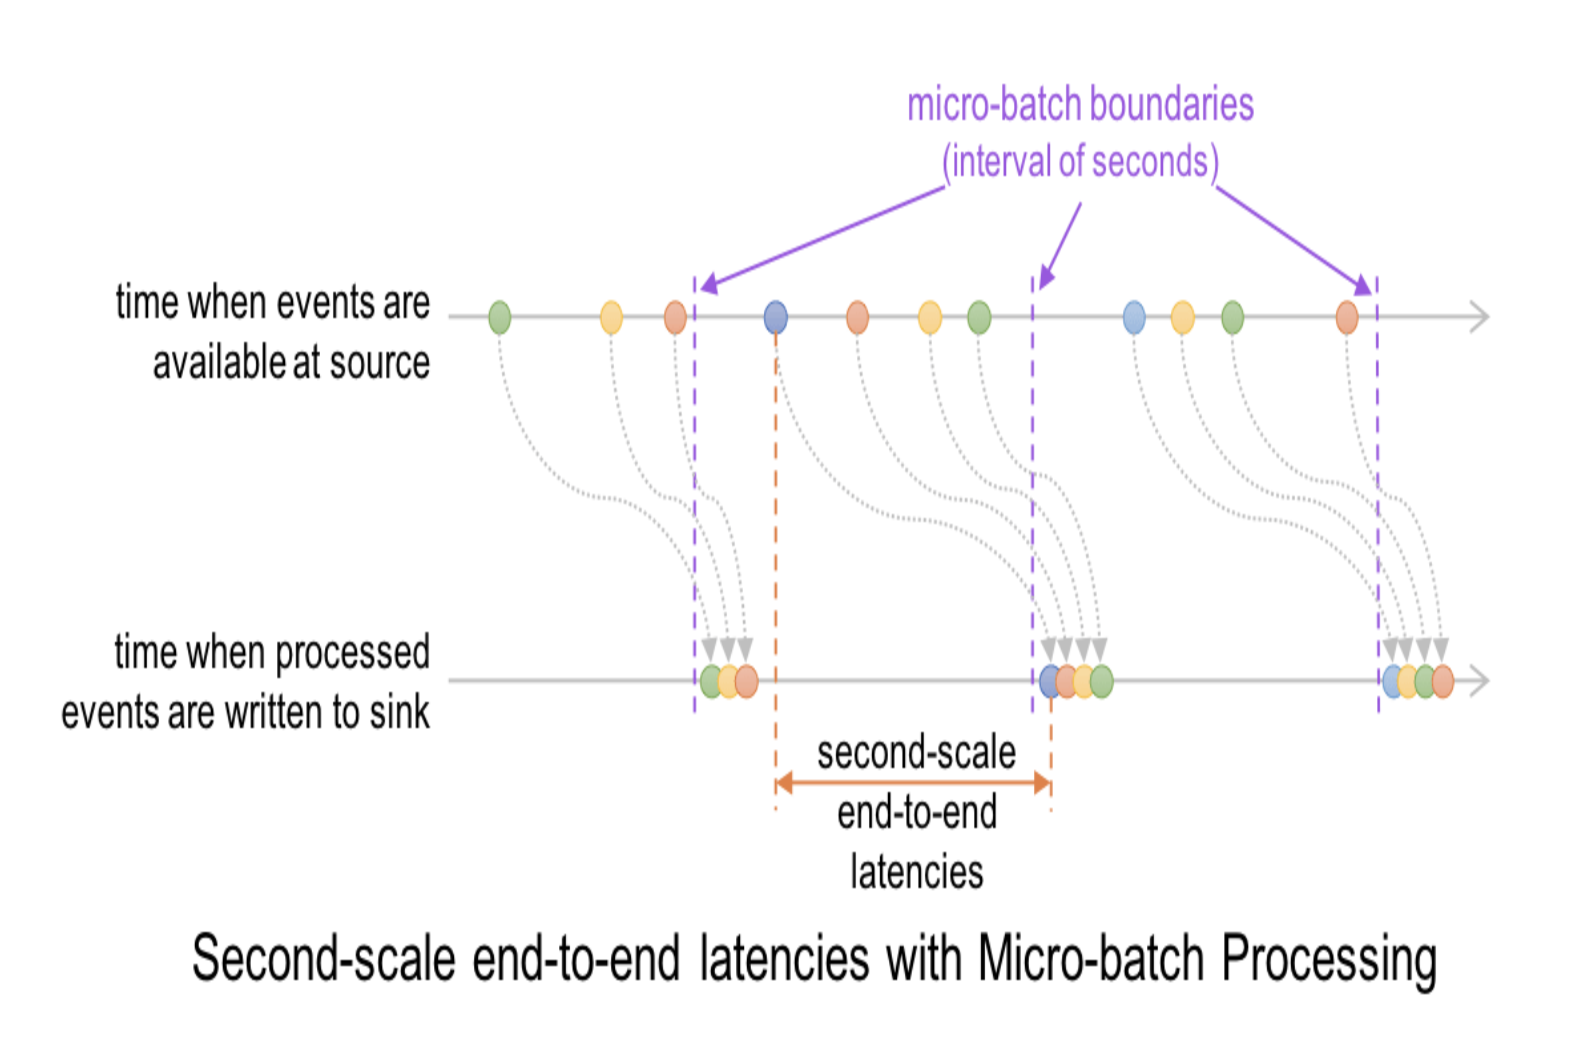 micro-batch boundaries
(interval of seconds)
time when events are
available at source
time when processed
events are written to sink
second-scale
end-to-end
latencies
Second-scale end-to-end latencies with Micro-batch Processing